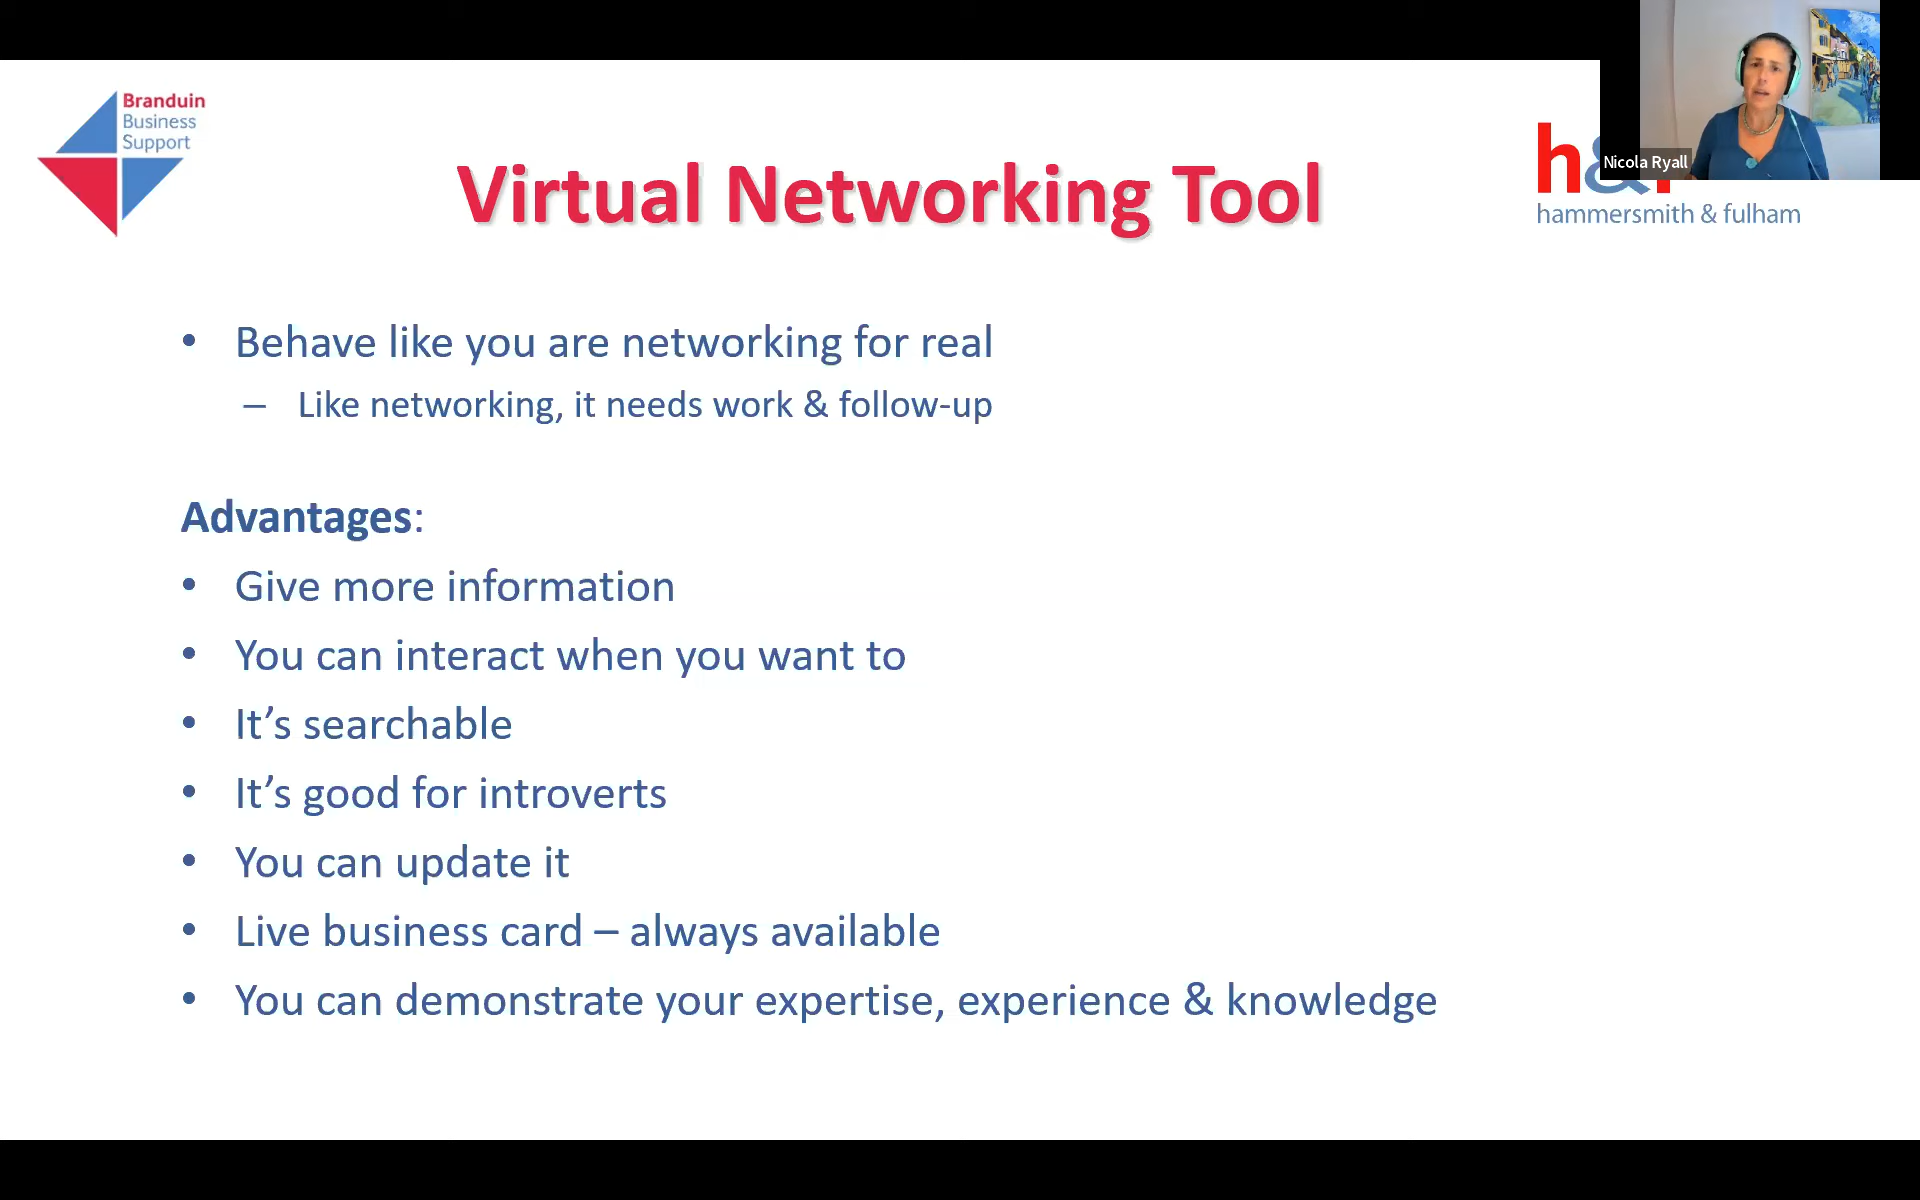 Branduin
Business
Support
Nicola Ryall
h&
hammersmith & fulham
Virtual Networking Tool
• Behave like you are networking for real
– Like networking, it needs work & follow-up
Advantages:
• Give more information
• You can interact when you want to
• It’s searchable
• It’s good for introverts
• You can update it
• Live business card – always available
• You can demonstrate your expertise, experience & knowledge